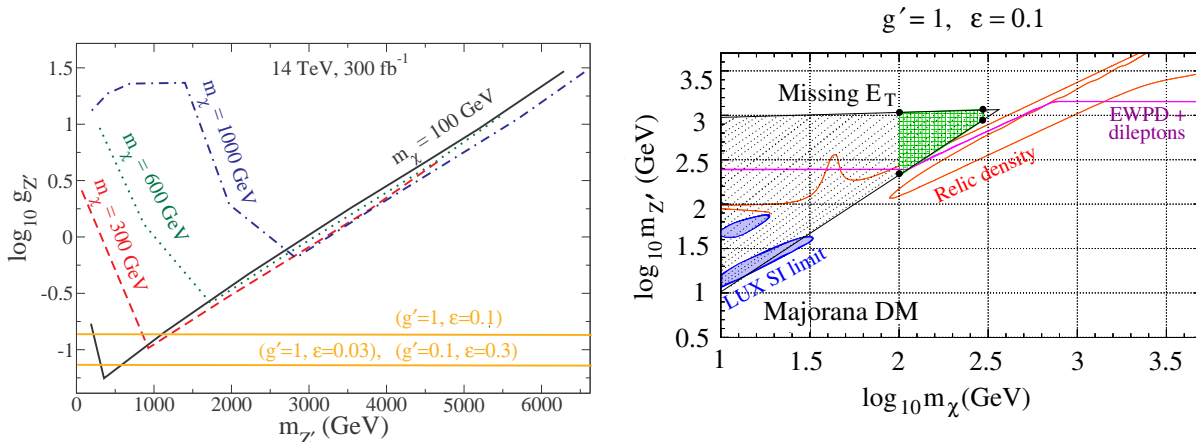 14 TeV, 300 fb⁻¹
m_χ = 1000 GeV
m_χ = 600 GeV
m_χ = 300 GeV
m_χ = 100 GeV
(g′=1, ε=0.1)
(g′=1, ε=0.03), (g′=0.1, ε=0.3)
log₁₀ g_Z′
1.5
1
0.5
0
-0.5
-1
0 1000 2000 3000 4000 5000 6000
m_Z′ (GeV)
g′ = 1, ε = 0.1
Missing E_T
EWPD +
dileptons
Relic density
LUX SI limit
Majorana DM
log₁₀ m_Z′ (GeV)
3.5
3
2.5
2
1.5
1
0.5
1 1.5 2 2.5 3 3.5
log₁₀ m_χ (GeV)